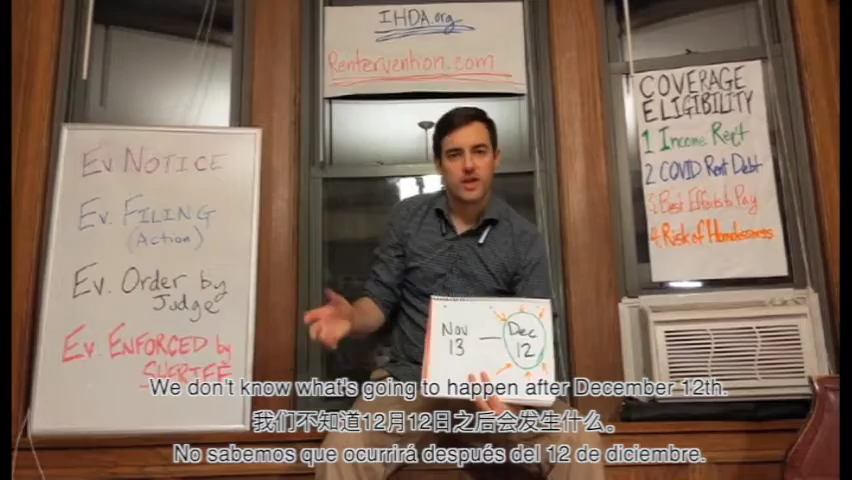 IHDA.org
Rentervention.com
Ev NOTICE
Ev. FILING
(Action)
Ev. Order by
Judge
Ev. ENFORCED by
COVERAGE
ELIGIBILITY
1 Income Req't
2 COVID Rent Debt
3 Best Efforts to Pay
4 Risk of Homelessness
Nov
13
—
Dec
12
We don't know what's going to happen after December 12th.
我们不知道12月12日之后会发生什么。
No sabemos que ocurrirá después del 12 de diciembre.